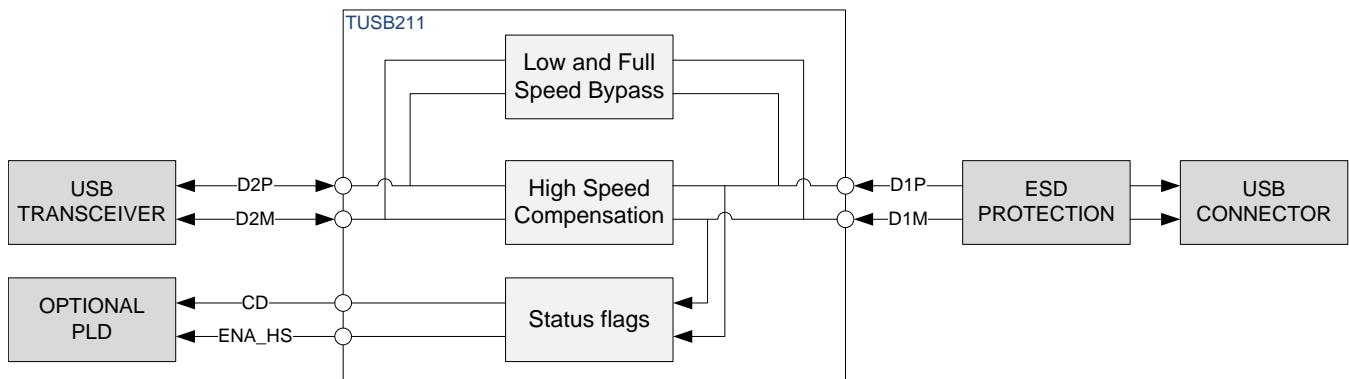 TUSB211
Low and Full
Speed Bypass
USB
TRANSCEIVER
D2P
D2M
High Speed
Compensation
D1P
D1M
ESD
PROTECTION
USB
CONNECTOR
OPTIONAL
PLD
CD
ENA_HS
Status flags